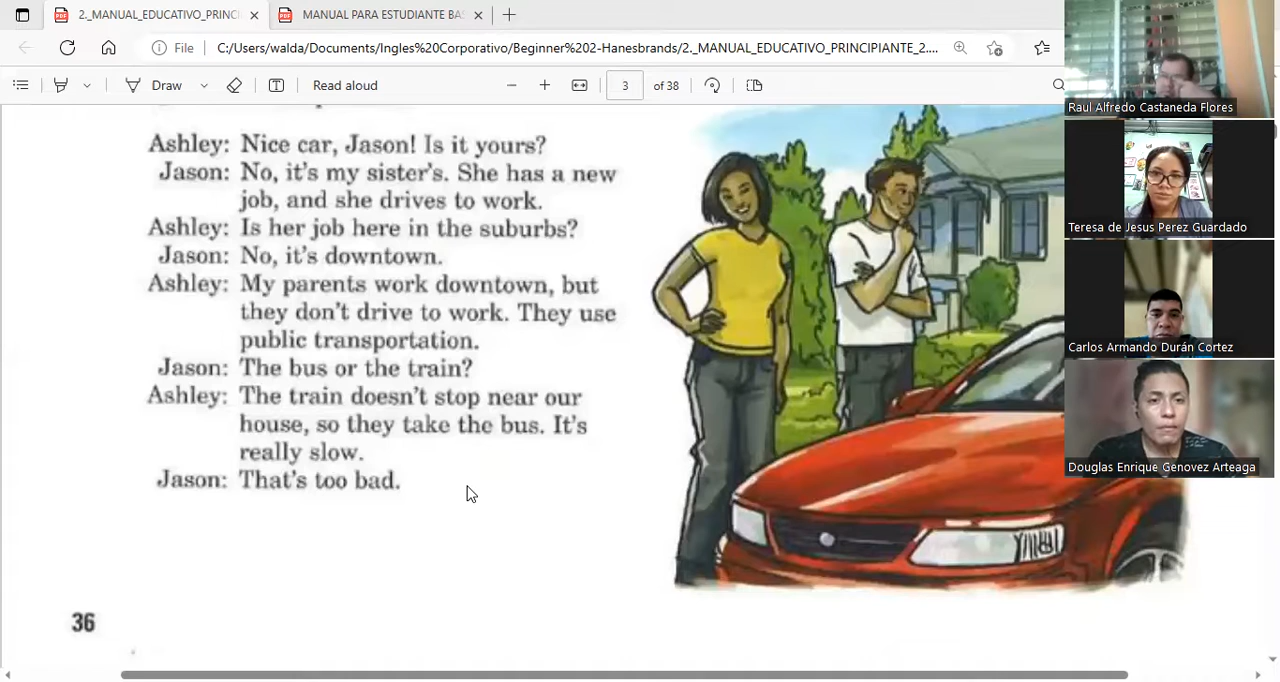 2._MANUAL_EDUCATIVO_PRINCI
MANUAL PARA ESTUDIANTE BA
File
C:/Users/walda/Documents/Ingles%20Corporativo/Beginner%202-Hanesbrands/2._MANUAL_EDUCATIVO_PRINCIPIANTE_2....
Draw
Read aloud
3 of 38
Ashley: Nice car, Jason! Is it yours?
Jason: No, it's my sister's. She has a new
job, and she drives to work.
Ashley: Is her job here in the suburbs?
Jason: No, it's downtown.
Ashley: My parents work downtown, but
they don't drive to work. They use
public transportation.
Jason: The bus or the train?
Ashley: The train doesn't stop near our
house, so they take the bus. It's
really slow.
Jason: That's too bad.
36
Raul Alfredo Castaneda Flores
Teresa de Jesus Perez Guardado
Carlos Armando Durán Cortez
Douglas Enrique Genovez Arteaga